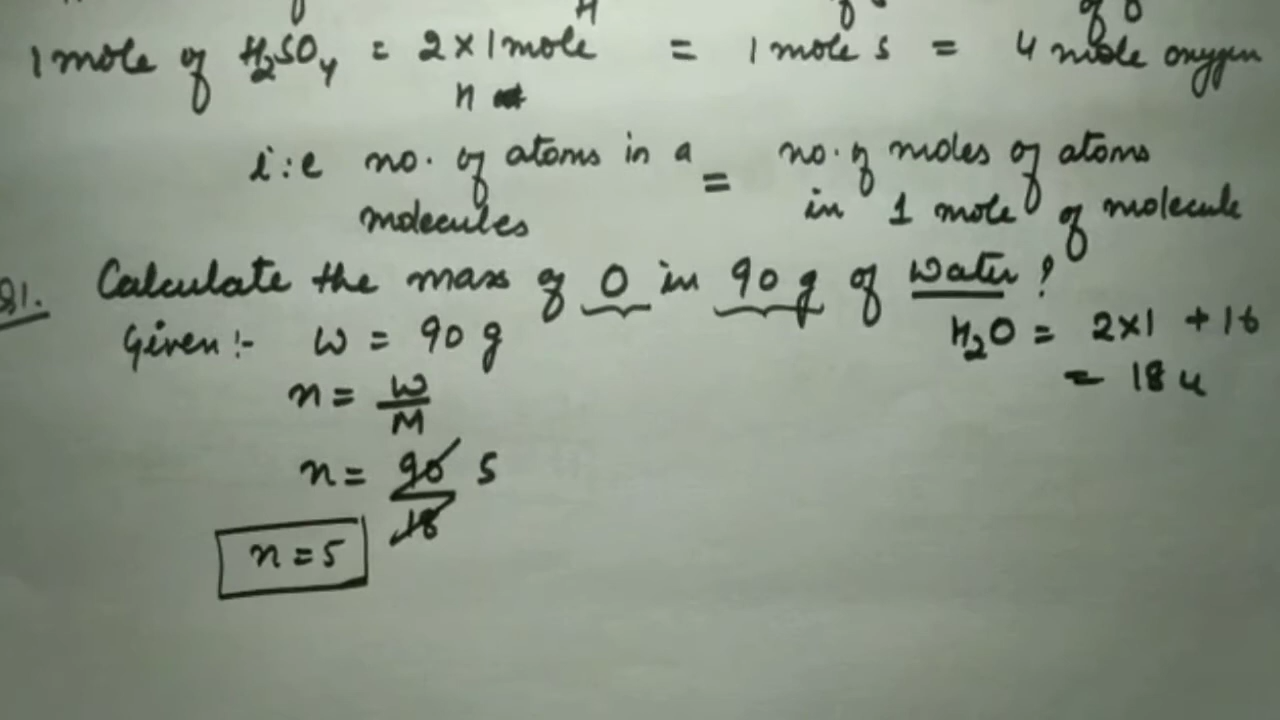 H of O
1 mole of H₂SO₄ = 2 × 1 mole = 1 mole S = 4 mole oxygen
H
i:e no. of atoms in a = no. of moles of atoms
molecules in 1 mole of molecule
Q1. Calculate the mass of O in 90 g of water?
Given:- W = 90 g H₂O = 2×1 + 16
n = W/M = 18 u
n = 90/18 5
n = 5